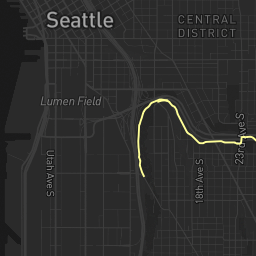 Seattle
CENTRAL
DISTRICT
Lumen Field
Utah Ave S
18th Ave S
23rd Ave S